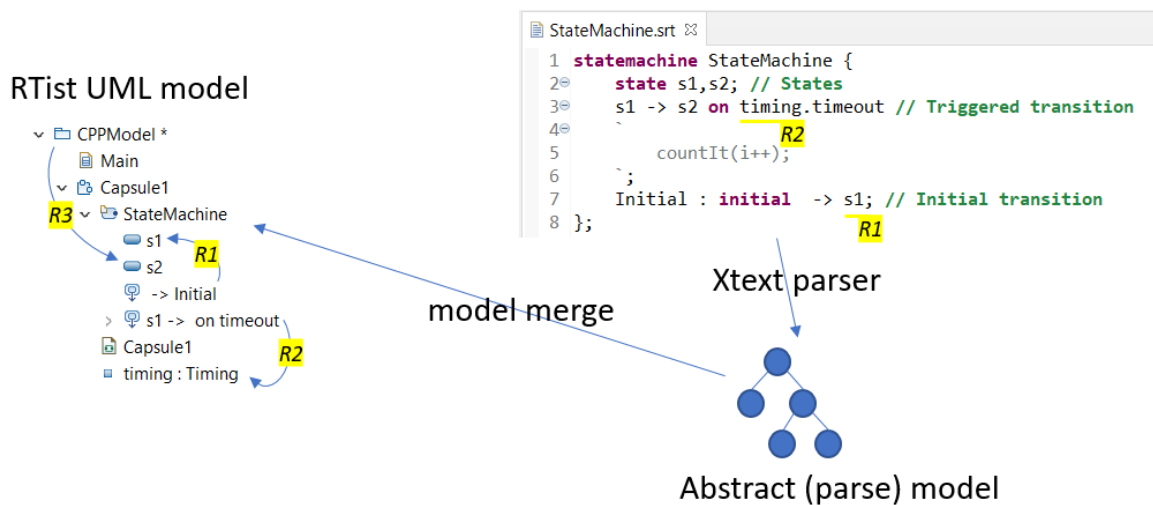 RTist UML model
CPPModel *
Main
Capsule1
R3
StateMachine
s1
R1
s2
-> Initial
s1 -> on timeout
R2
Capsule1
timing : Timing
StateMachine.srt
1 statemachine StateMachine {
2 state s1,s2; // States
3 s1 -> s2 on timing.timeout // Triggered transition
4 `
R2
5 countIt(i++);
6 `;
7 Initial : initial -> s1; // Initial transition
R1
8 };
Xtext parser
model merge
Abstract (parse) model